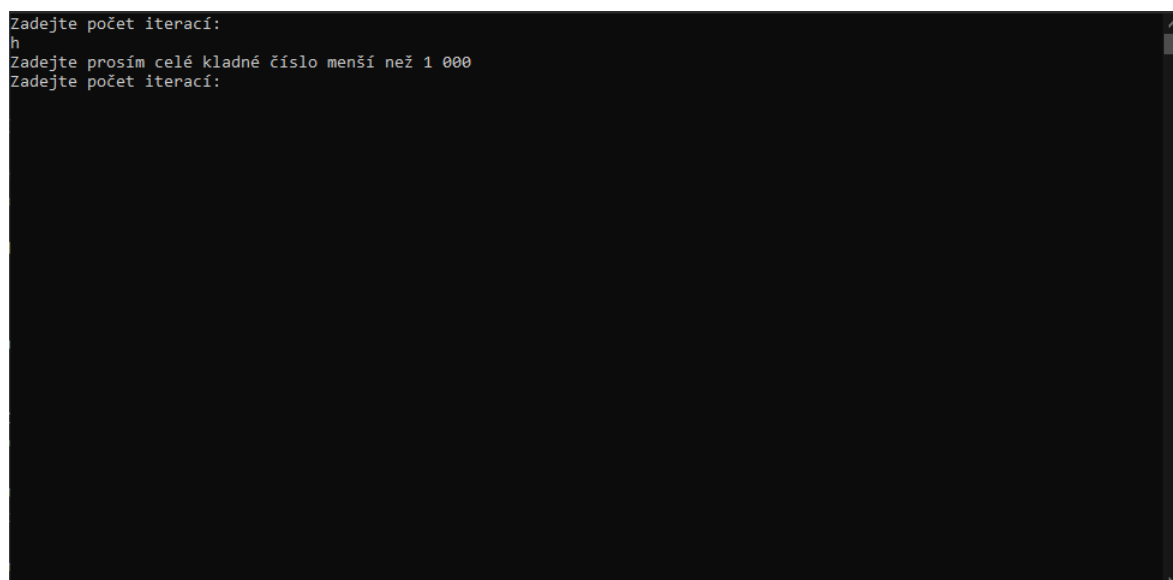 Zadejte počet iterací:
h
Zadejte prosím celé kladné číslo menší než 1 000
Zadejte počet iterací: